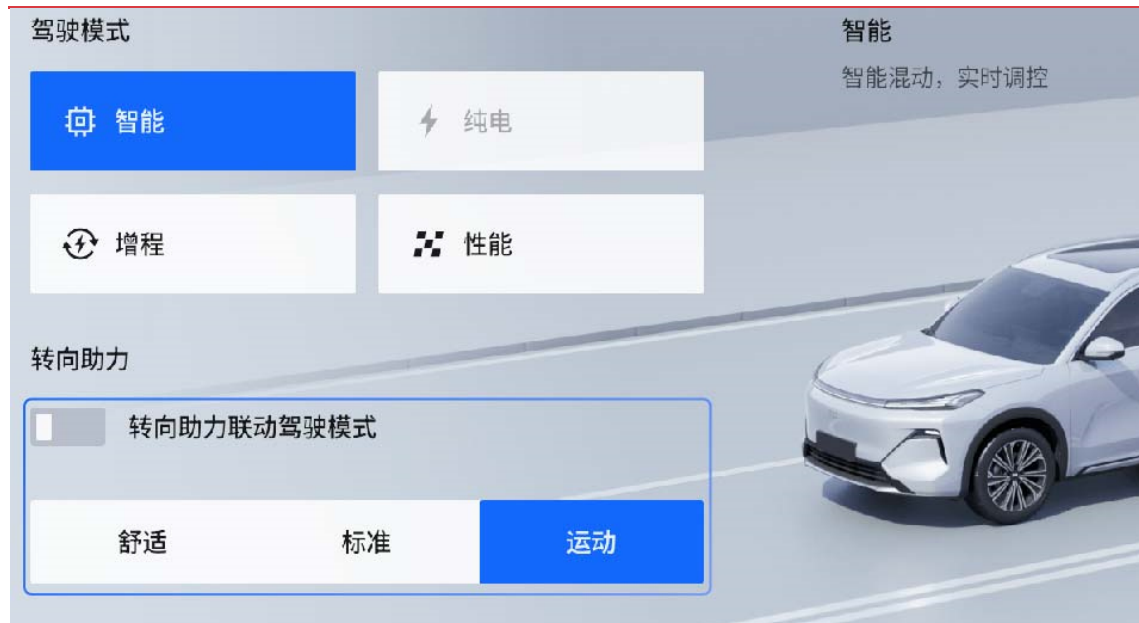 驾驶模式
智能
纯电
增程
性能
转向助力
转向助力联动驾驶模式
舒适
标准
运动
智能
智能混动，实时调控